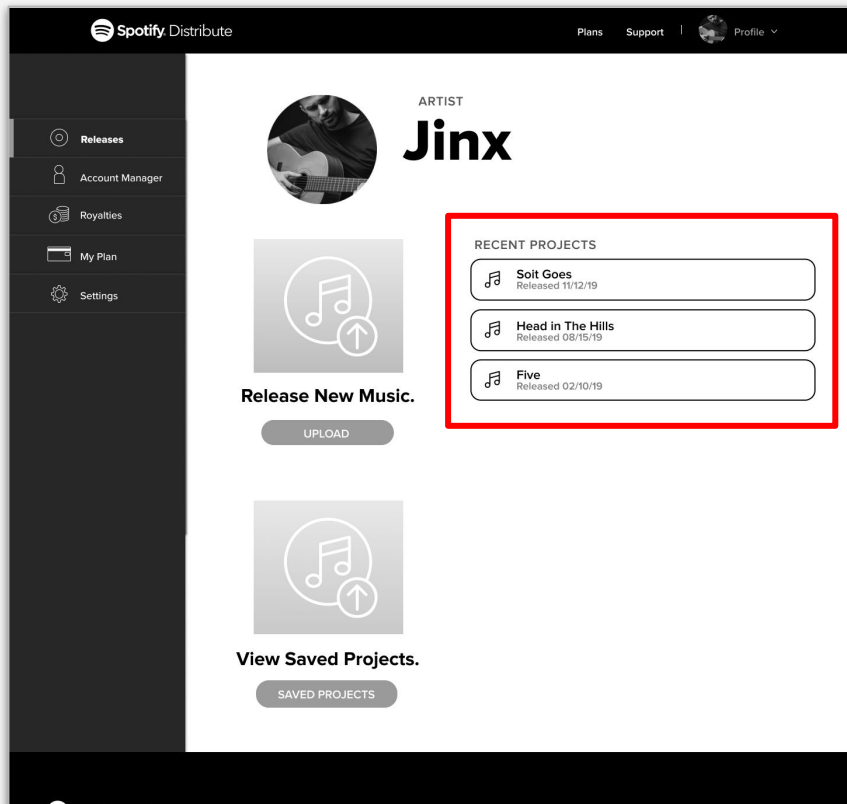 Spotify Distribute
Plans Support Profile
ARTIST
Jinx
Releases
Account Manager
Royalties
My Plan
Settings
RECENT PROJECTS
Soit Goes
Released 11/12/19
Head in The Hills
Released 08/15/19
Five
Released 02/10/19
Release New Music.
UPLOAD
View Saved Projects.
SAVED PROJECTS